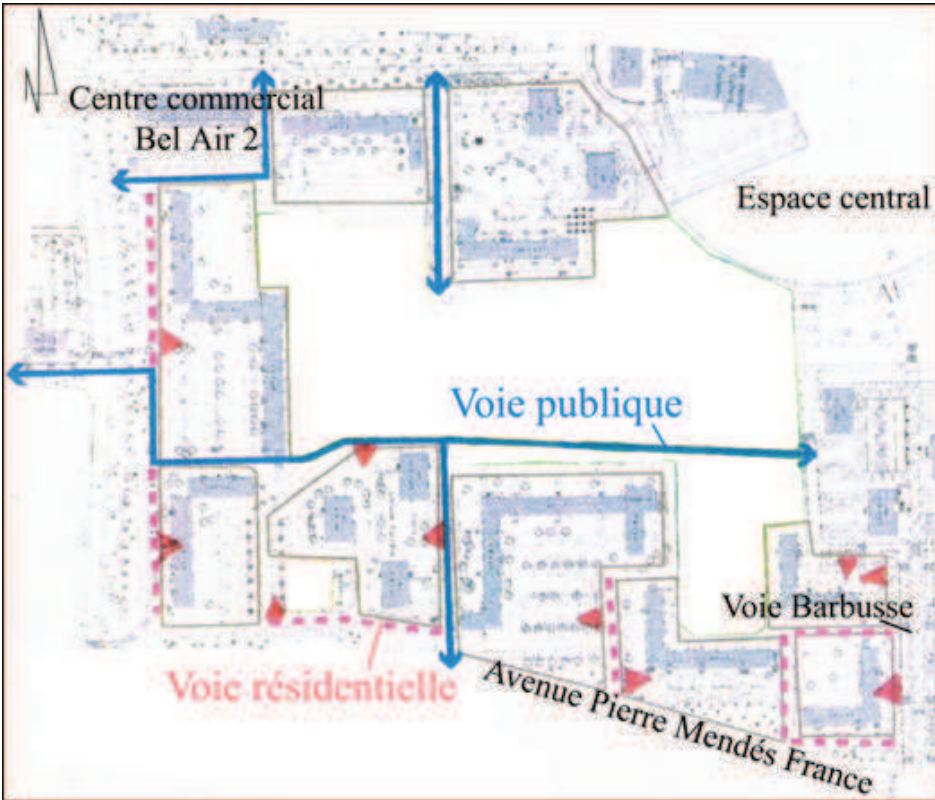 Centre commercial
Bel Air 2
Espace central
Voie publique
Voie Barbusse
Voie résidentielle
Avenue Pierre Mendés France